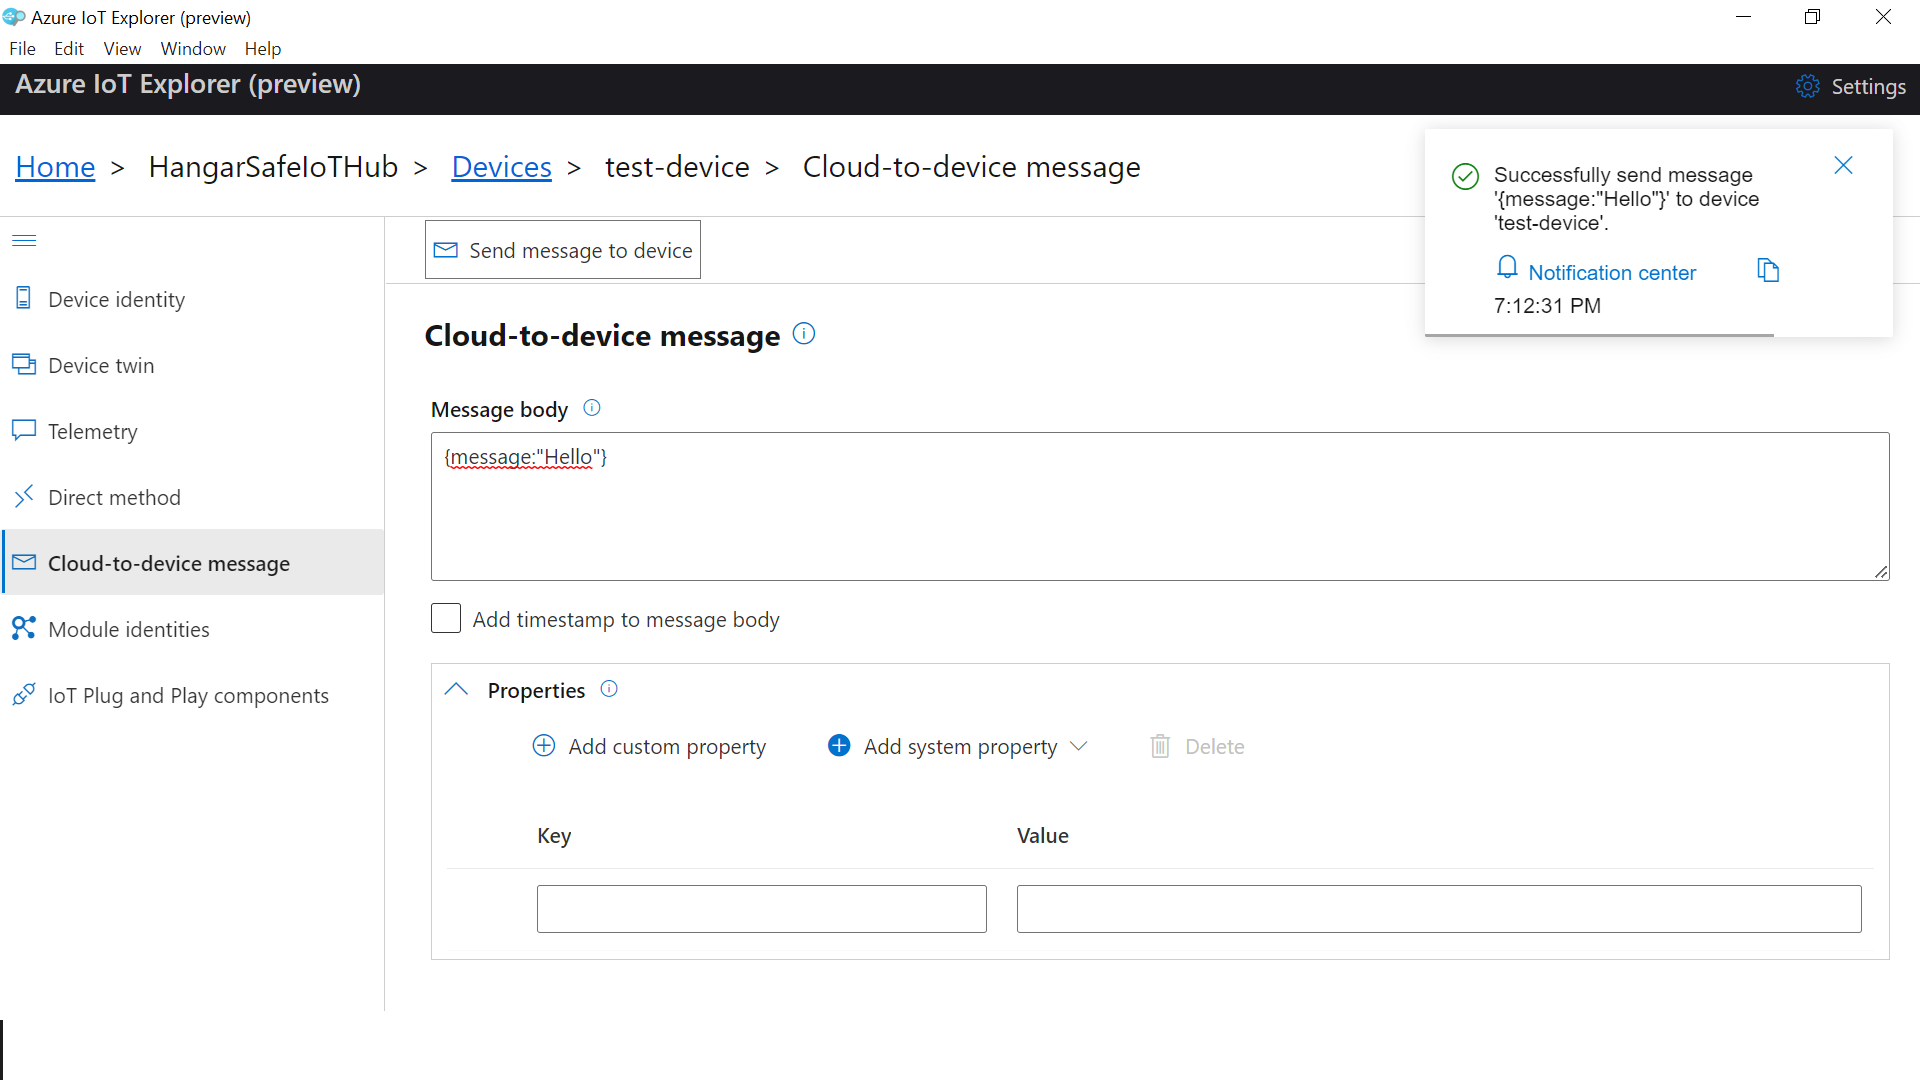 Azure IoT Explorer (preview)
File Edit View Window Help
Azure IoT Explorer (preview)
Settings
Home > HangarSafeIoTHub > Devices > test-device > Cloud-to-device message
Successfully send message
'{message:"Hello"}' to device
'test-device'.
Notification center
7:12:31 PM
Send message to device
Device identity
Device twin
Telemetry
Direct method
Cloud-to-device message
Module identities
IoT Plug and Play components
Cloud-to-device message
Message body
{message:"Hello"}
Add timestamp to message body
Properties
Add custom property Add system property Delete
Key Value